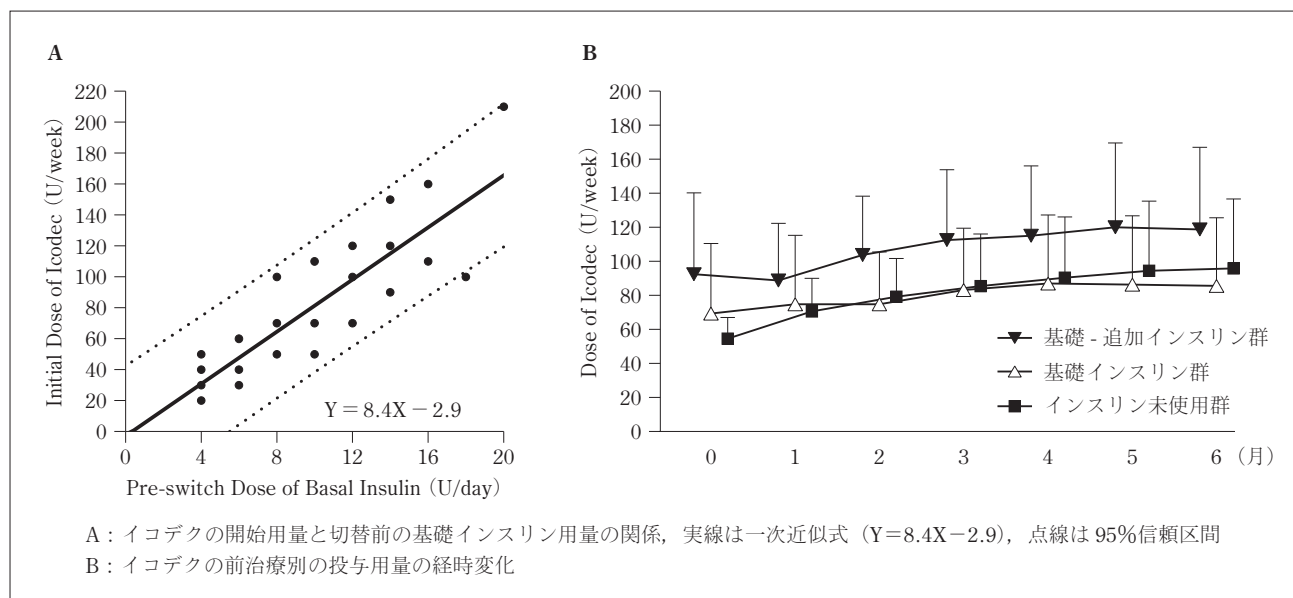 A
Initial Dose of Icodec (U/week)
220
200
180
160
140
120
100
80
60
40
20
0
Y=8.4X−2.9
0 4 8 12 16 20
Pre-switch Dose of Basal Insulin (U/day)
B
Dose of Icodec (U/week)
200
180
160
140
120
100
80
60
40
20
0
基礎 - 追加インスリン群
基礎インスリン群
インスリン未使用群
0 1 2 3 4 5 6 (月)
A：イコデクの開始用量と切替前の基礎インスリン用量の関係，実線は一次近似式（Y=8.4X−2.9），点線は 95%信頼区間
B：イコデクの前治療別の投与用量の経時変化